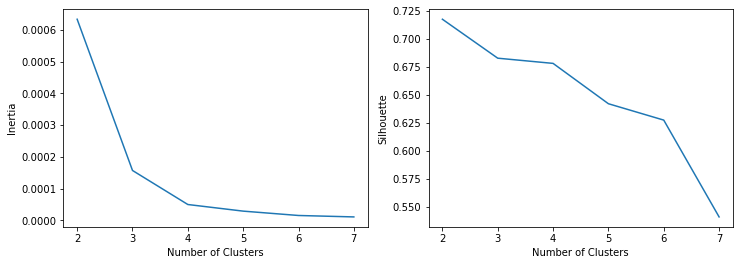 0.0006
0.0005
0.0004
0.0003
0.0002
0.0001
0.0000
Inertia
2 3 4 5 6 7
Number of Clusters
0.725
0.700
0.675
0.650
0.625
0.600
0.575
0.550
Silhouette
2 3 4 5 6 7
Number of Clusters